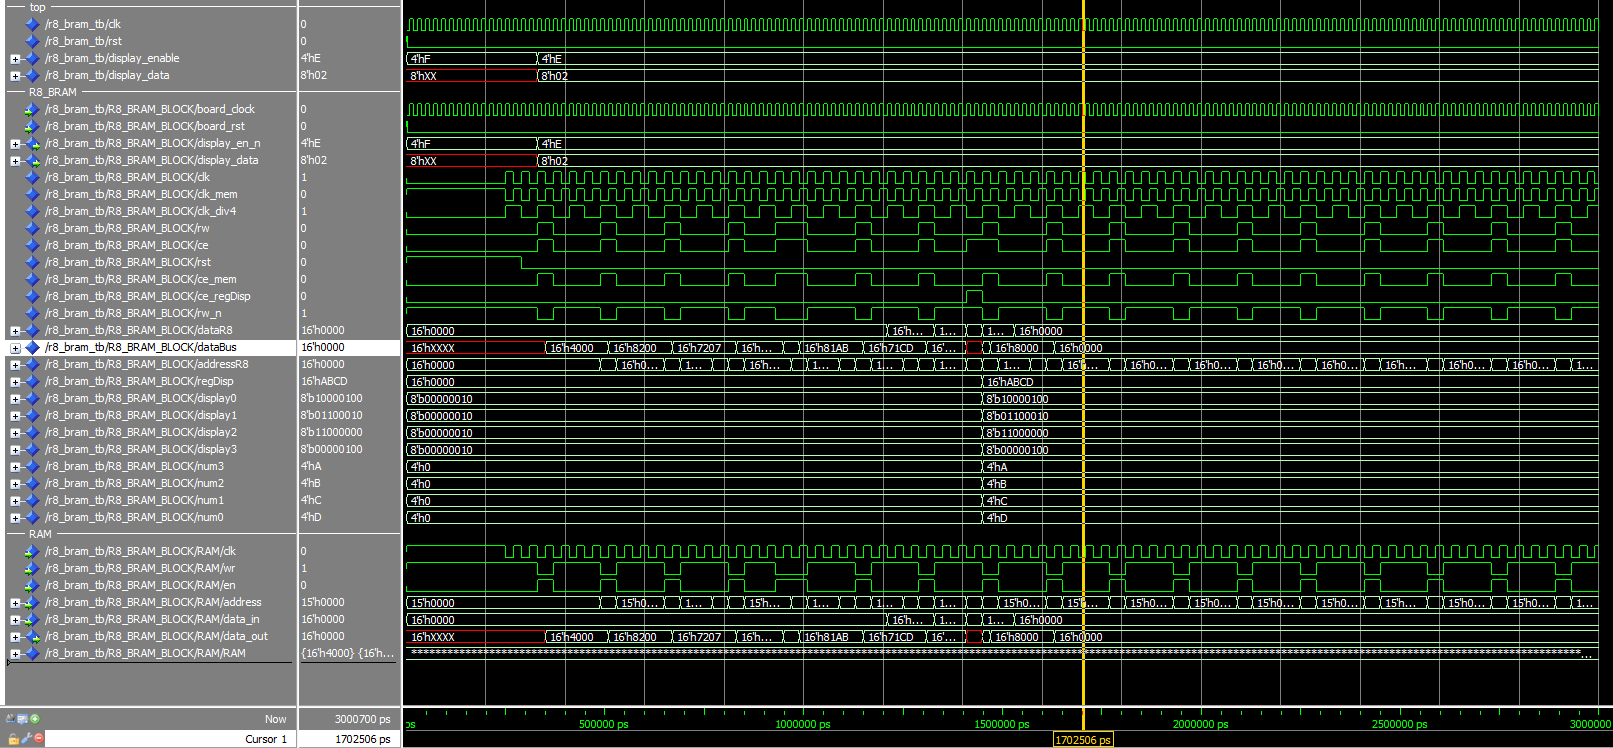 top
/r8_bram_tb/clk 0
/r8_bram_tb/rst 0
/r8_bram_tb/display_enable 4'hE 4'hF 4'hE
/r8_bram_tb/display_data 8'h02 8'hXX 8'h02
R8_BRAM
/r8_bram_tb/R8_BRAM_BLOCK/board_clock 0
/r8_bram_tb/R8_BRAM_BLOCK/board_rst 0
/r8_bram_tb/R8_BRAM_BLOCK/display_en_n 4'hE 4'hF 4'hE
/r8_bram_tb/R8_BRAM_BLOCK/display_data 8'h02 8'hXX 8'h02
/r8_bram_tb/R8_BRAM_BLOCK/clk 1
/r8_bram_tb/R8_BRAM_BLOCK/clk_mem 0
/r8_bram_tb/R8_BRAM_BLOCK/clk_div4 1
/r8_bram_tb/R8_BRAM_BLOCK/rw 0
/r8_bram_tb/R8_BRAM_BLOCK/ce 0
/r8_bram_tb/R8_BRAM_BLOCK/rst 0
/r8_bram_tb/R8_BRAM_BLOCK/ce_mem 0
/r8_bram_tb/R8_BRAM_BLOCK/ce_regDisp 0
/r8_bram_tb/R8_BRAM_BLOCK/rw_n 1
/r8_bram_tb/R8_BRAM_BLOCK/dataR8 16'h0000 16'h0000 16'h... 1... 1... 16'h0000
/r8_bram_tb/R8_BRAM_BLOCK/dataBus 16'h0000 16'hXXXX 16'h4000 16'h8200 16'h7207 16'h... 16'h81AB 16'h71CD 16'... 16'h8000 16'h0000
/r8_bram_tb/R8_BRAM_BLOCK/addressR8 16'h0000 16'h0000 16'h0... 1... 16'h0... 1... 1... 1... 1... 16'h0... 16'h0... 16'h0... 16'h0... 16'h0... 16'h0... 16'h0... 16'h0... 1...
/r8_bram_tb/R8_BRAM_BLOCK/regDisp 16'hABCD 16'h0000 16'hABCD
/r8_bram_tb/R8_BRAM_BLOCK/display0 8'b10000100 8'b00000010 8'b10000100
/r8_bram_tb/R8_BRAM_BLOCK/display1 8'b01100010 8'b00000010 8'b01100010
/r8_bram_tb/R8_BRAM_BLOCK/display2 8'b11000000 8'b00000010 8'b11000000
/r8_bram_tb/R8_BRAM_BLOCK/display3 8'b00000100 8'b00000010 8'b00000100
/r8_bram_tb/R8_BRAM_BLOCK/num3 4'hA 4'h0 4'hA
/r8_bram_tb/R8_BRAM_BLOCK/num2 4'hB 4'h0 4'hB
/r8_bram_tb/R8_BRAM_BLOCK/num1 4'hC 4'h0 4'hC
/r8_bram_tb/R8_BRAM_BLOCK/num0 4'hD 4'h0 4'hD
RAM
/r8_bram_tb/R8_BRAM_BLOCK/RAM/clk 0
/r8_bram_tb/R8_BRAM_BLOCK/RAM/wr 1
/r8_bram_tb/R8_BRAM_BLOCK/RAM/en 0
/r8_bram_tb/R8_BRAM_BLOCK/RAM/address 15'h0000 15'h0000 15'h0... 1... 15'h0... 1... 1... 1... 1... 15'h0... 15'h... 15'h0... 15'h0... 15'h0... 15'h0... 15'h0... 15'h0... 1...
/r8_bram_tb/R8_BRAM_BLOCK/RAM/data_in 16'h0000 16'h0000 16'h... 1... 1... 16'h0000
/r8_bram_tb/R8_BRAM_BLOCK/RAM/data_out 16'h0000 16'hXXXX 16'h4000 16'h8200 16'h7207 16'h... 16'h81AB 16'h71CD 16'... 16'h8000 16'h0000
/r8_bram_tb/R8_BRAM_BLOCK/RAM/RAM {16'h4000} {16'h...
Now 3000700 ps ps 500000 ps 1000000 ps 1500000 ps 2000000 ps 2500000 ps 3000000
Cursor 1 1702506 ps 1702506 ps